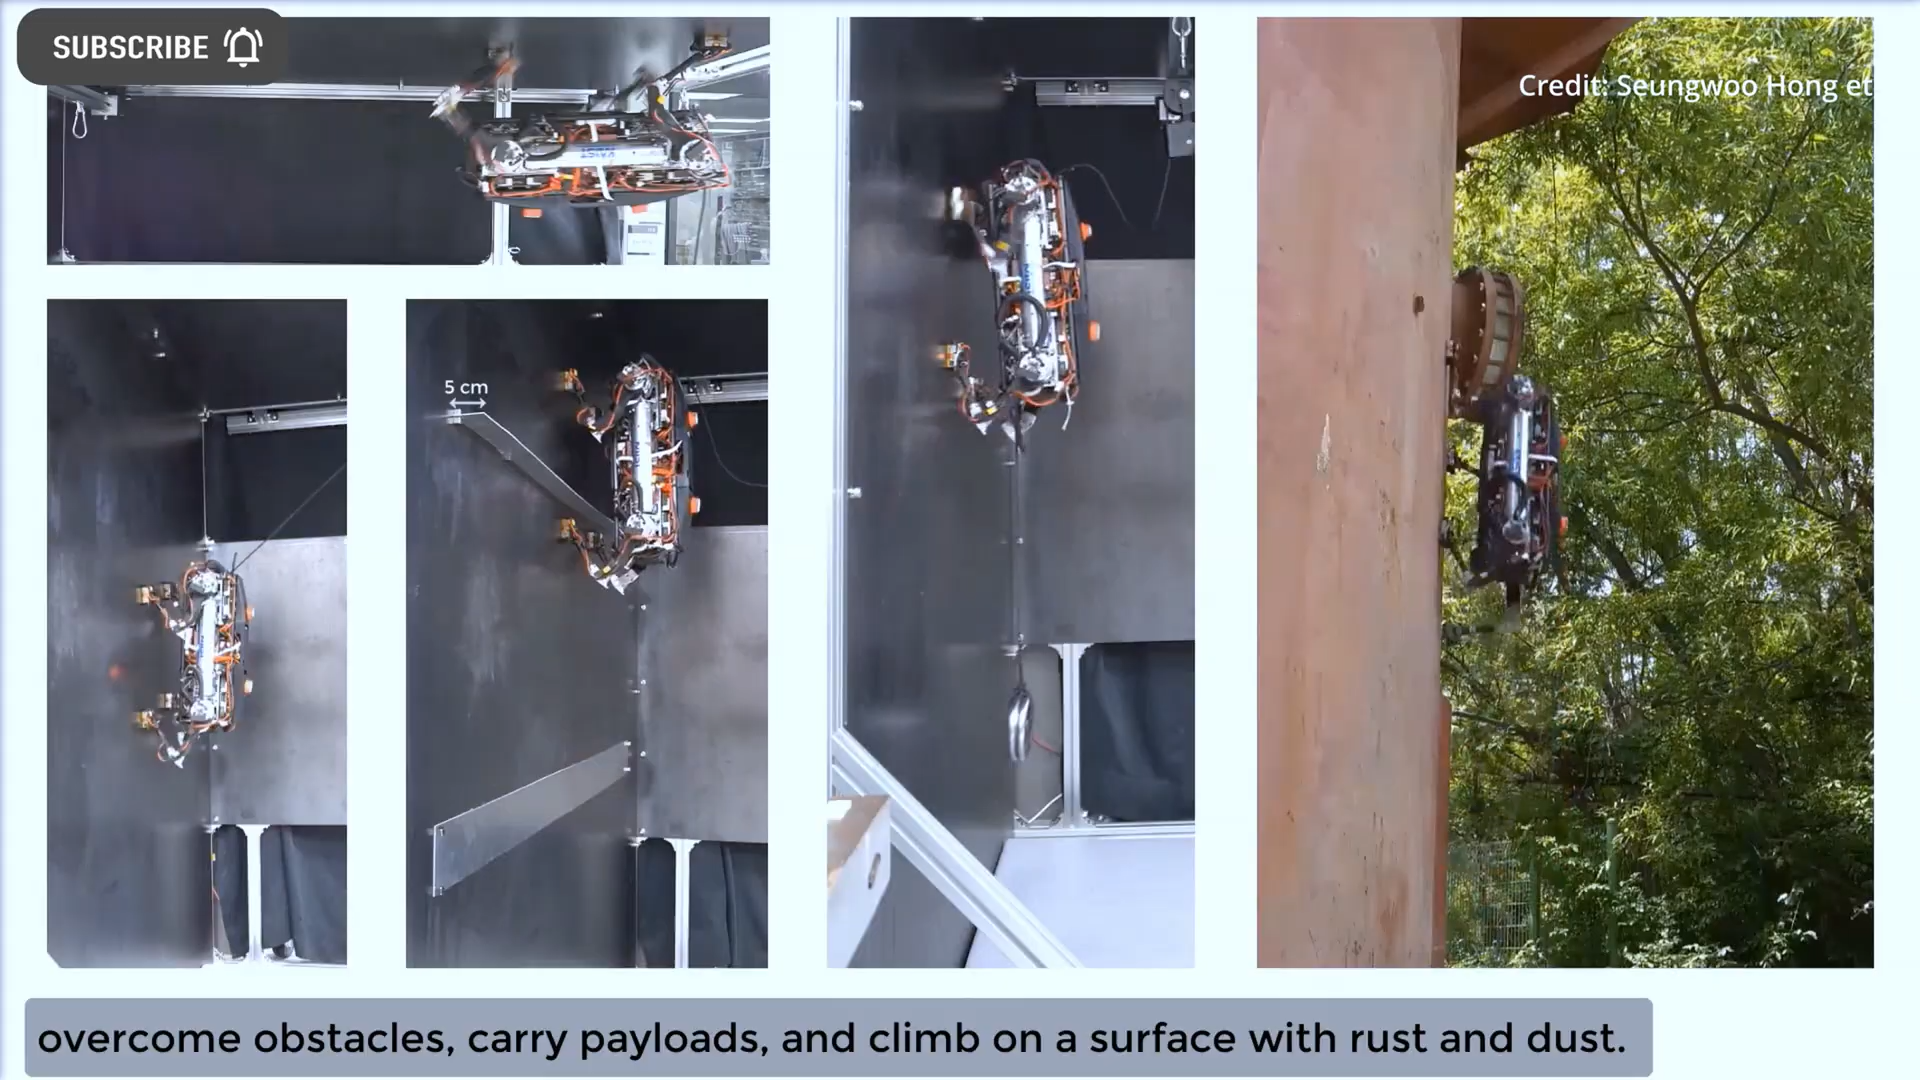 SUBSCRIBE
Credit: Seungwoo Hong et
5 cm
overcome obstacles, carry payloads, and climb on a surface with rust and dust.